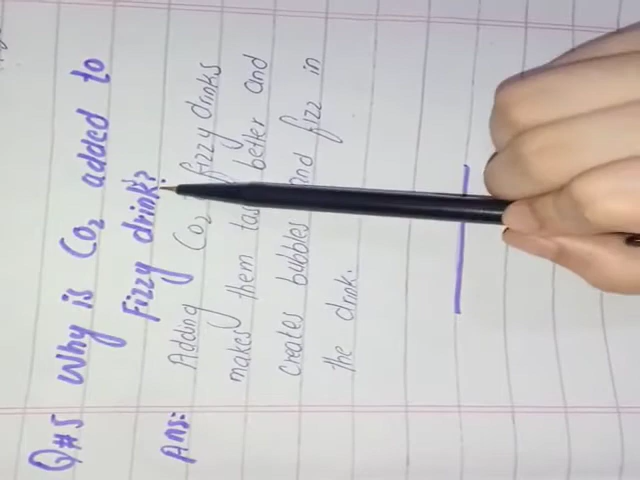 Q#5 Why is CO2 added to
Fizzy drink?
Ans: Adding CO2 fizzy drinks
makes them better and
creates bubbles and fizz in
the drink.